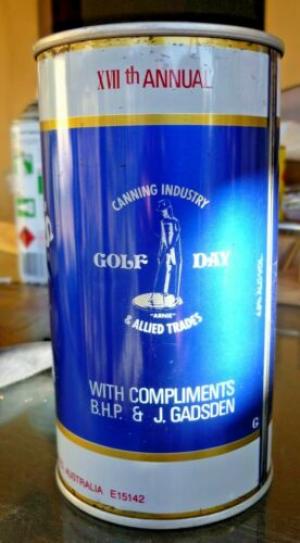 XVII th ANNUAL
CANNING INDUSTRY
GOLF DAY
"ARNIE"
& ALLIED TRADES
WITH COMPLIMENTS
B.H.P. & J. GADSDEN
G
AUSTRALIA E15142